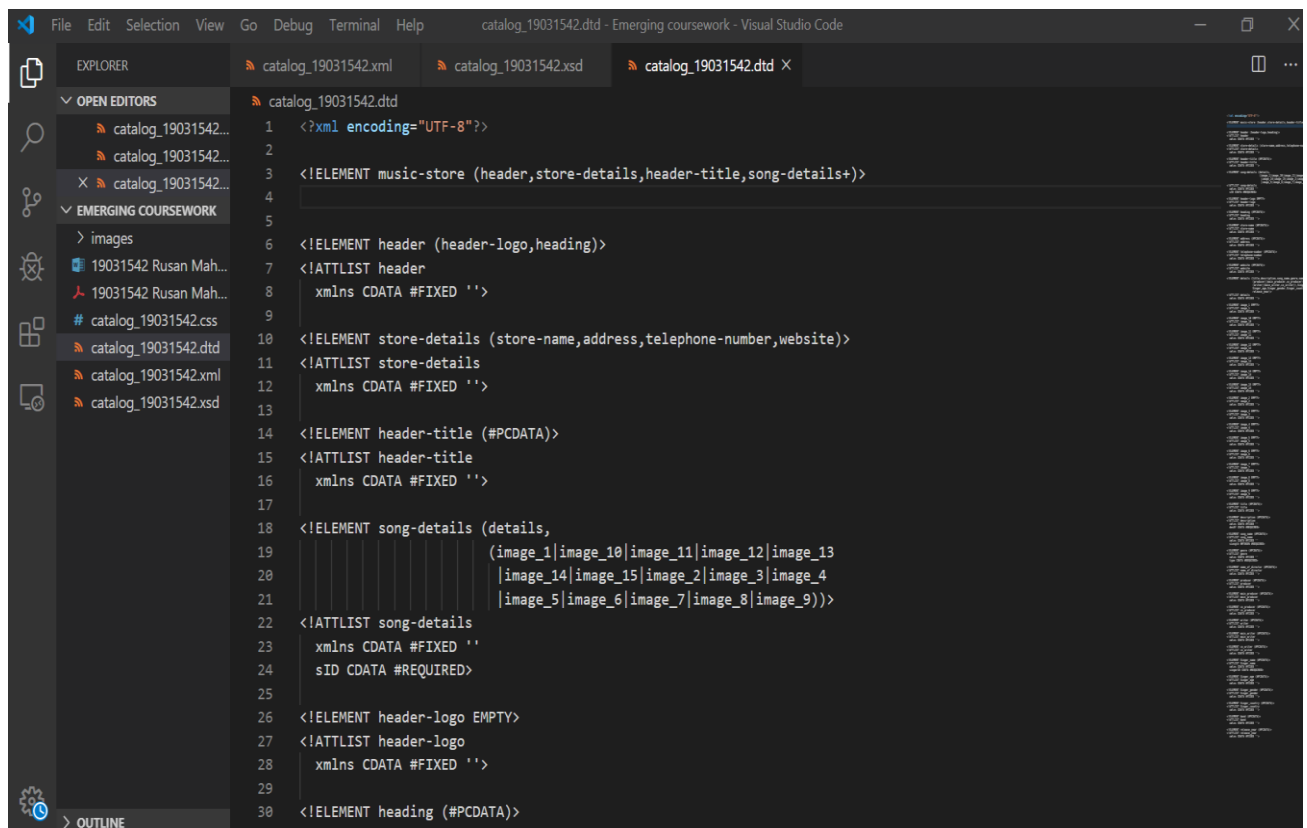 File Edit Selection View Go Debug Terminal Help catalog_19031542.dtd - Emerging coursework - Visual Studio Code
EXPLORER
catalog_19031542.xml catalog_19031542.xsd catalog_19031542.dtd
OPEN EDITORS
catalog_19031542...
catalog_19031542...
catalog_19031542...
EMERGING COURSEWORK
images
19031542 Rusan Mah...
19031542 Rusan Mah...
# catalog_19031542.css
catalog_19031542.dtd
catalog_19031542.xml
catalog_19031542.xsd
OUTLINE
catalog_19031542.dtd
1 <?xml encoding="UTF-8"?>
2
3 <!ELEMENT music-store (header,store-details,header-title,song-details+)>
4
5
6 <!ELEMENT header (header-logo,heading)>
7 <!ATTLIST header
8 xmlns CDATA #FIXED ''>
9
10 <!ELEMENT store-details (store-name,address,telephone-number,website)>
11 <!ATTLIST store-details
12 xmlns CDATA #FIXED ''>
13
14 <!ELEMENT header-title (#PCDATA)>
15 <!ATTLIST header-title
16 xmlns CDATA #FIXED ''>
17
18 <!ELEMENT song-details (details,
19 (image_1|image_10|image_11|image_12|image_13
20 |image_14|image_15|image_2|image_3|image_4
21 |image_5|image_6|image_7|image_8|image_9))>
22 <!ATTLIST song-details
23 xmlns CDATA #FIXED ''
24 sID CDATA #REQUIRED>
25
26 <!ELEMENT header-logo EMPTY>
27 <!ATTLIST header-logo
28 xmlns CDATA #FIXED ''>
29
30 <!ELEMENT heading (#PCDATA)>